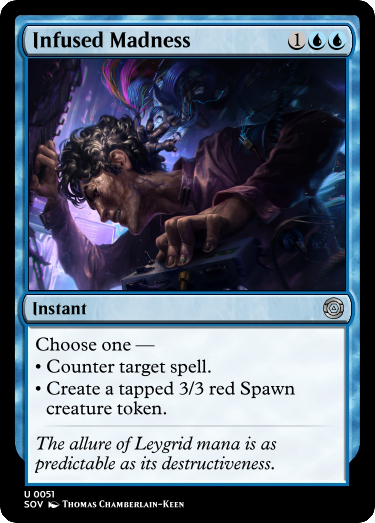 Infused Madness 1
Instant
Choose one —
• Counter target spell.
• Create a tapped 3/3 red Spawn
creature token.
The allure of Leygrid mana is as
predictable as its destructiveness.
U 0051
SOV Thomas Chamberlain-Keen